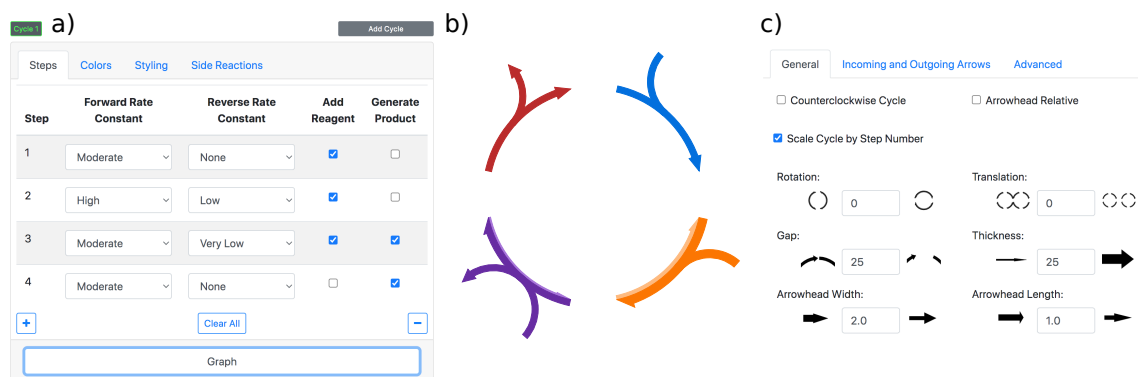 a)
Cycle 1
Add Cycle
Steps Colors Styling Side Reactions
Step Forward Rate Constant Reverse Rate Constant Add Reagent Generate Product
1 Moderate None
2 High Low
3 Moderate Very Low
4 Moderate None
+ Clear All −
Graph
b)
c)
General Incoming and Outgoing Arrows Advanced
Counterclockwise Cycle Arrowhead Relative
Scale Cycle by Step Number
Rotation: Translation:
0 0
Gap: Thickness:
25 25
Arrowhead Width: Arrowhead Length:
2.0 1.0